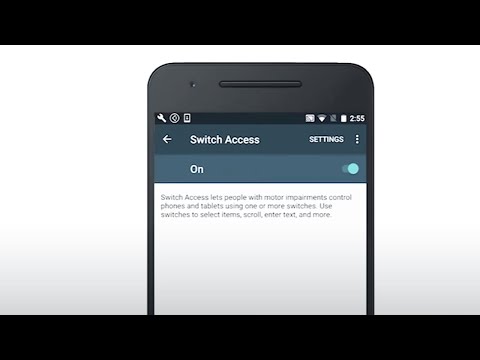 2:55
Switch Access SETTINGS
On
Switch Access lets people with motor impairments control
phones and tablets using one or more switches. Use
switches to select items, scroll, enter text, and more.